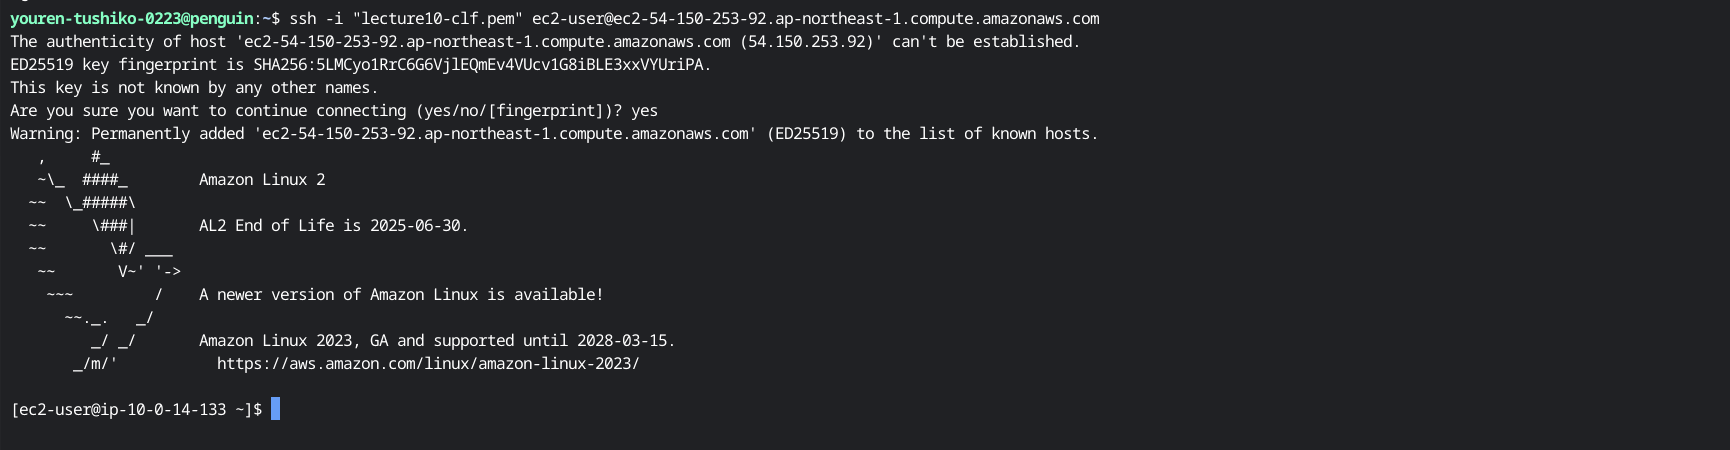 youren-tushiko-0223@penguin:~$ ssh -i "lecture10-clf.pem" ec2-user@ec2-54-150-253-92.ap-northeast-1.compute.amazonaws.com
The authenticity of host 'ec2-54-150-253-92.ap-northeast-1.compute.amazonaws.com (54.150.253.92)' can't be established.
ED25519 key fingerprint is SHA256:5LMCyo1RrC6G6VjlEQmEv4VUcv1G8iBLE3xxVYUriPA.
This key is not known by any other names.
Are you sure you want to continue connecting (yes/no/[fingerprint])? yes
Warning: Permanently added 'ec2-54-150-253-92.ap-northeast-1.compute.amazonaws.com' (ED25519) to the list of known hosts.
   ,     #_
   ~\_  ####_        Amazon Linux 2
  ~~  \_#####\
  ~~     \###|       AL2 End of Life is 2025-06-30.
  ~~       \#/ ___
   ~~       V~' '->
    ~~~         /    A newer version of Amazon Linux is available!
      ~~._.   _/
         _/ _/       Amazon Linux 2023, GA and supported until 2028-03-15.
       _/m/'           https://aws.amazon.com/linux/amazon-linux-2023/
[ec2-user@ip-10-0-14-133 ~]$